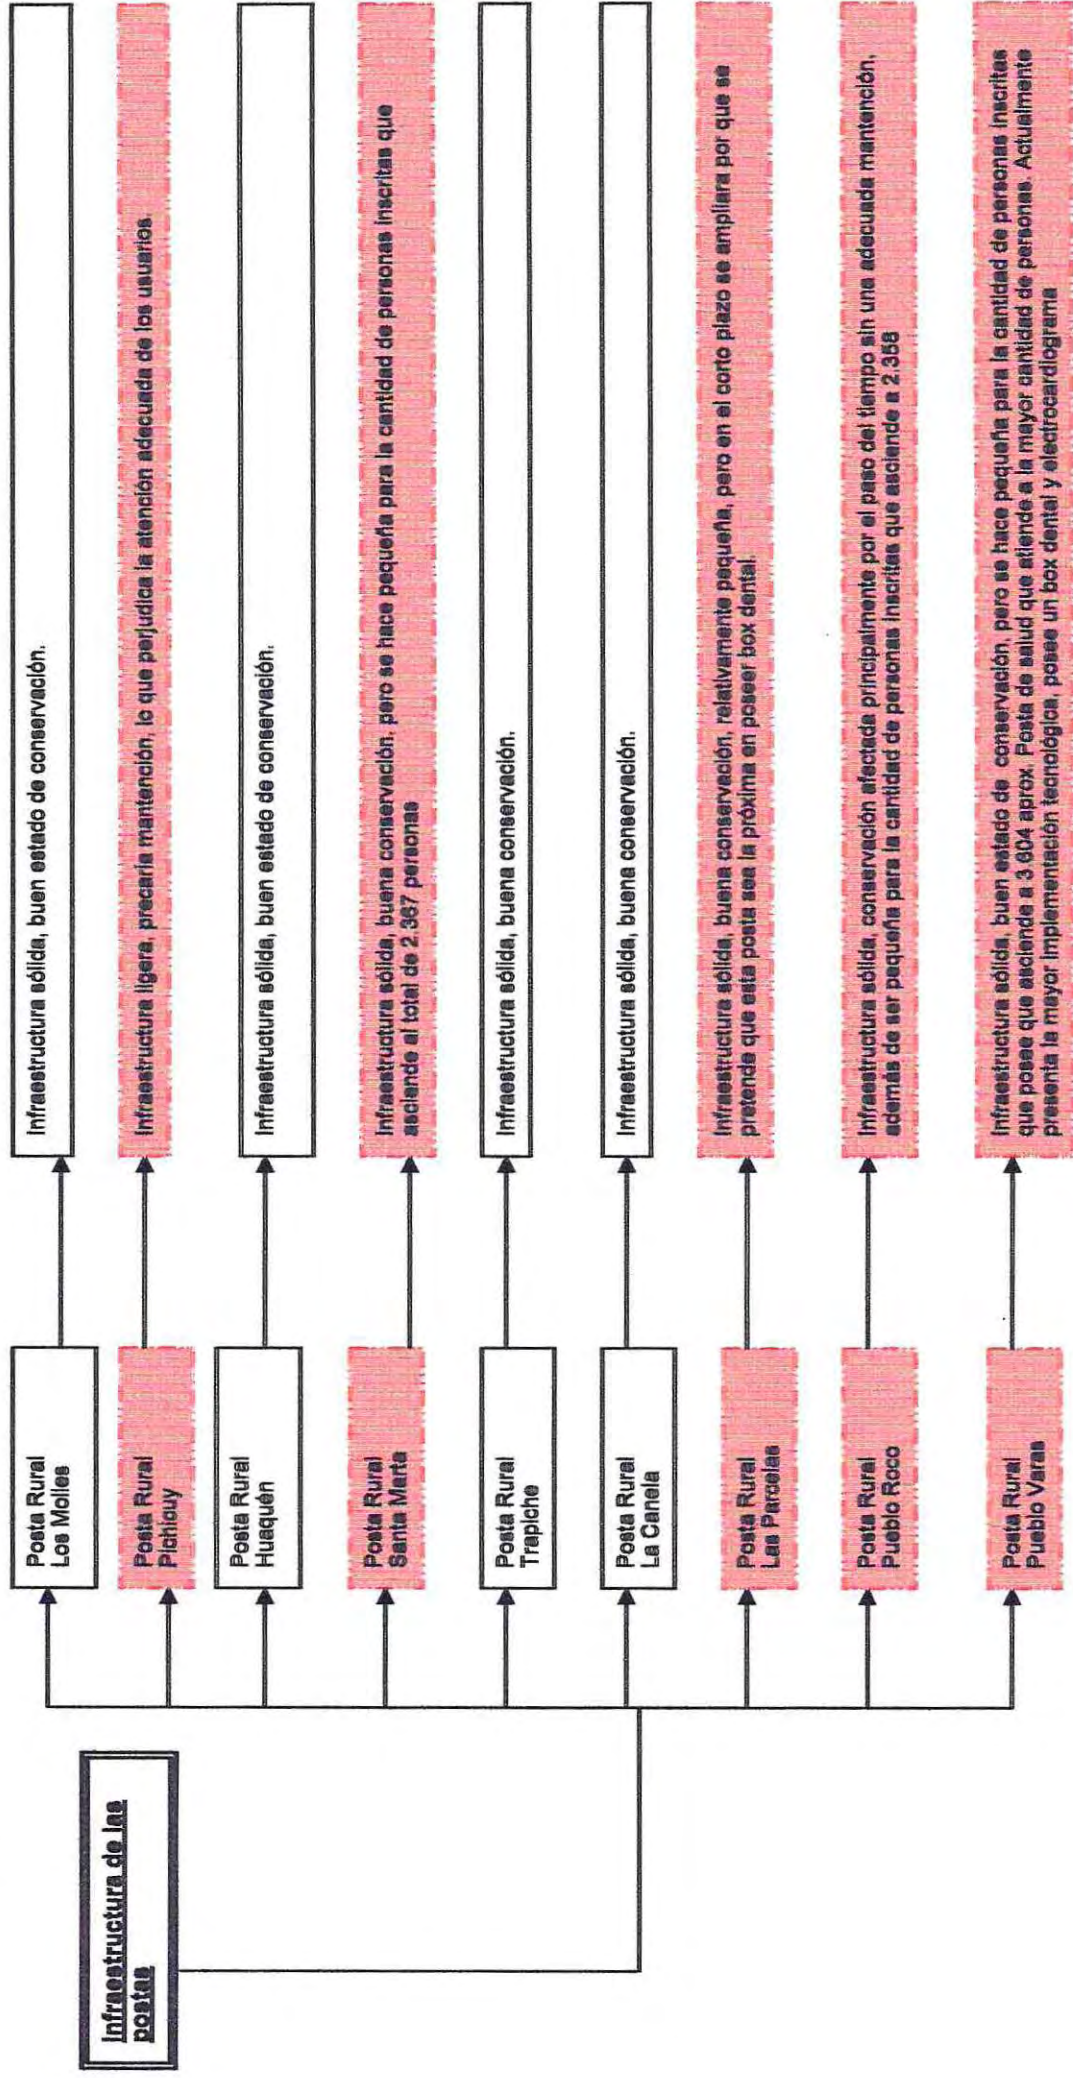 Infraestructura de las
postas
Posta Rural
Los Molles
Infraestructura sólida, buen estado de conservación.
Posta Rural
Pichicuy
Infraestructura ligera, precaria mantención, lo que perjudica la atención adecuada de los usuarios.
Posta Rural
Huaquén
Infraestructura sólida, buen estado de conservación.
Posta Rural
Santa Marta
Infraestructura sólida, buena conservación, pero se hace pequeña para la cantidad de personas inscritas que
asciende al total de 2.367 personas
Posta Rural
Trapiche
Infraestructura sólida, buena conservación.
Posta Rural
La Canela
Infraestructura sólida, buena conservación.
Posta Rural
Las Parcelas
Infraestructura sólida, buena conservación, relativamente pequeña, pero en el corto plazo se ampliara por que se
pretende que esta posta sea la próxima en poseer box dental.
Posta Rural
Pueblo Roco
Infraestructura sólida, conservación afectada principalmente por el paso del tiempo sin una adecuada mantención,
además de ser pequeña para la cantidad de personas inscritas que asciende a 2.358
Posta Rural
Pueblo Varas
Infraestructura sólida, buen estado de conservación, pero se hace pequeña para la cantidad de personas inscritas
que posee que asciende a 3.604 aprox. Posta de salud que atiende a la mayor cantidad de personas. Actualmente
presenta la mayor implementación tecnológica, posee un box dental y electrocardiograma